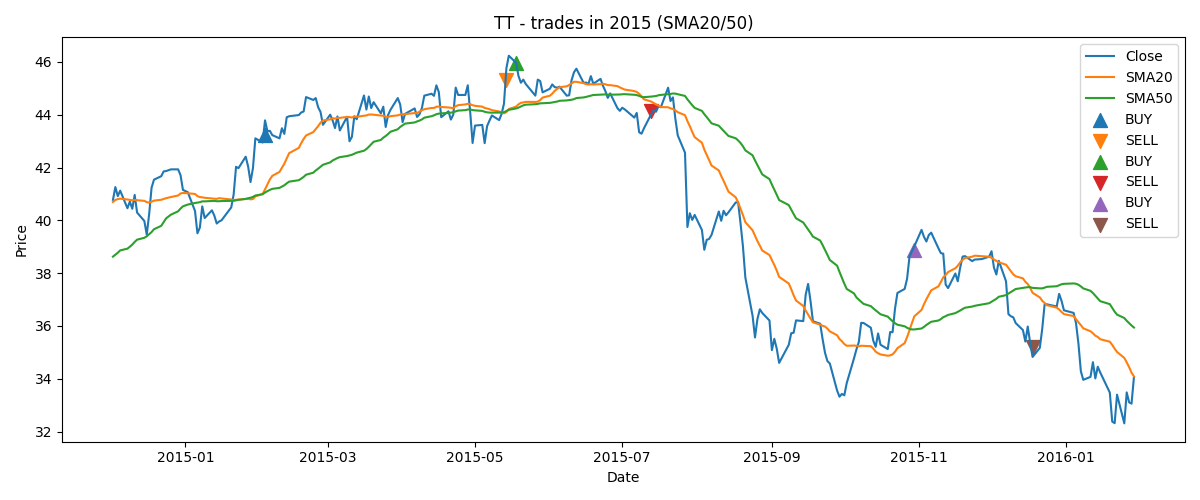 TT - trades in 2015 (SMA20/50)
Close
SMA20
SMA50
BUY
SELL
BUY
SELL
BUY
SELL
Price
46
44
42
40
38
36
34
32
2015-01
2015-03
2015-05
2015-07
2015-09
2015-11
2016-01
Date